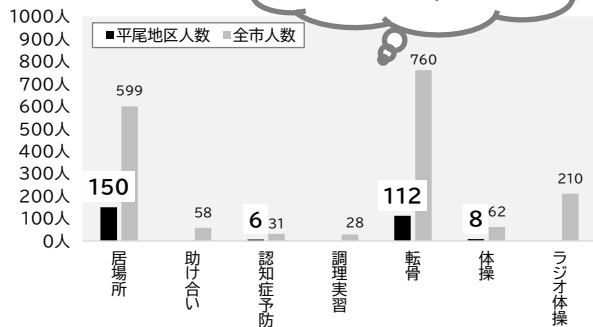 1000人
900人
800人
700人
600人
500人
400人
300人
200人
100人
0人
■平尾地区人数 ■全市人数
150
599
58
6
31
28
112
760
8
62
210
居場所
助け合い
認知症予防
調理実習
転骨
体操
ラジオ体操